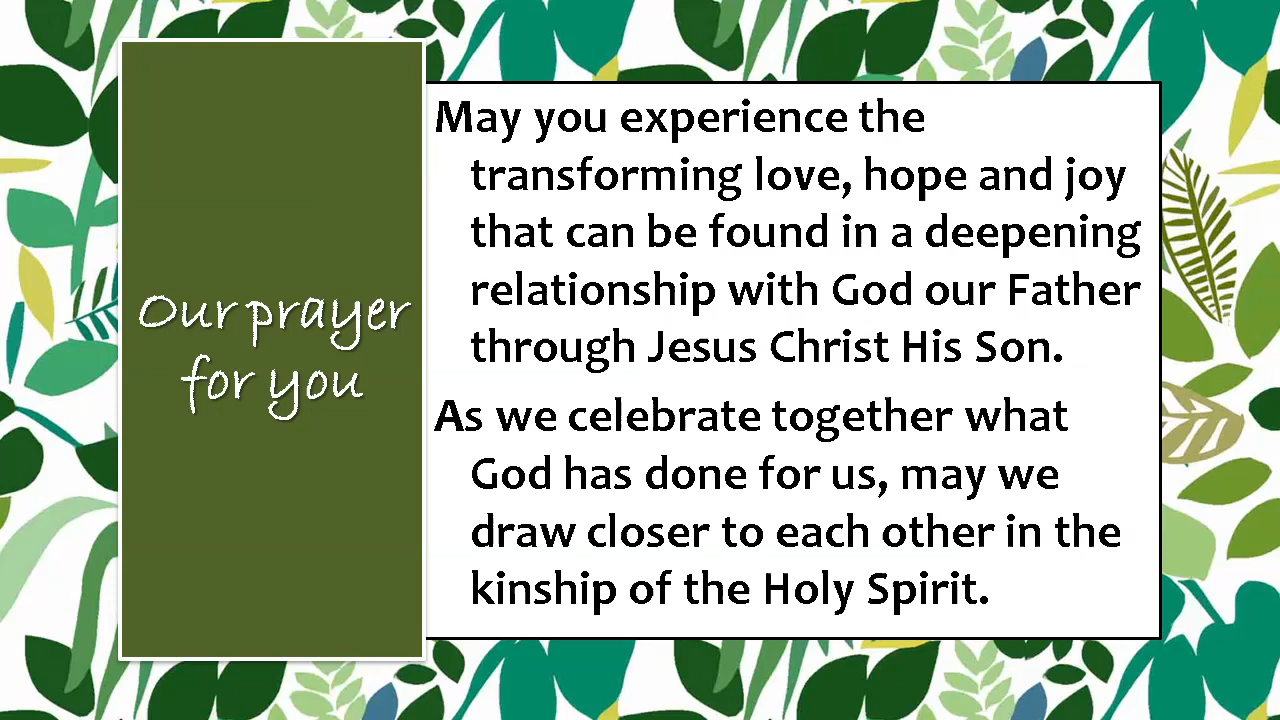 Our prayer
for you
May you experience the
transforming love, hope and joy
that can be found in a deepening
relationship with God our Father
through Jesus Christ His Son.
As we celebrate together what
God has done for us, may we
draw closer to each other in the
kinship of the Holy Spirit.